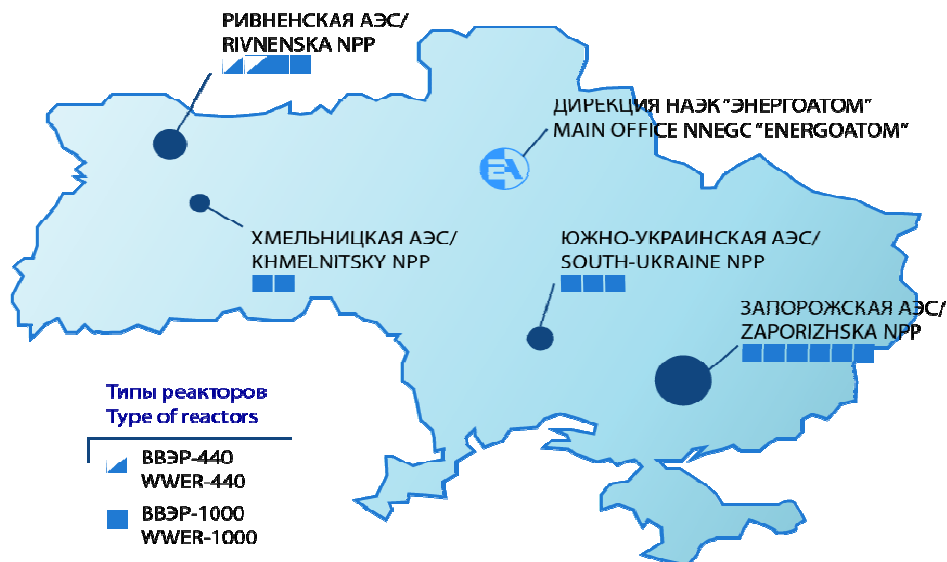 РИВНЕНСКАЯ АЭС/
RIVNENSKA NPP
ДИРЕКЦИЯ НАЭК "ЭНЕРГОАТОМ"
MAIN OFFICE NNEGC "ENERGOATOM"
ХМЕЛЬНИЦКАЯ АЭС/
KHMELNITSKY NPP
ЮЖНО-УКРАИНСКАЯ АЭС/
SOUTH-UKRAINE NPP
ЗАПОРОЖСКАЯ АЭС/
ZAPORIZHSKA NPP
Типы реакторов
Type of reactors
ВВЭР-440
WWER-440
ВВЭР-1000
WWER-1000